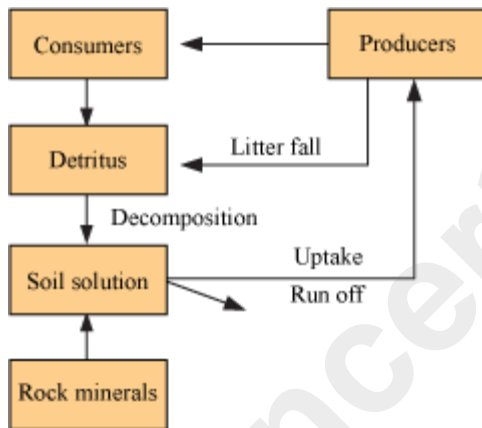 Consumers
Producers
Litter fall
Detritus
Decomposition
Uptake
Soil solution
Run off
Rock minerals